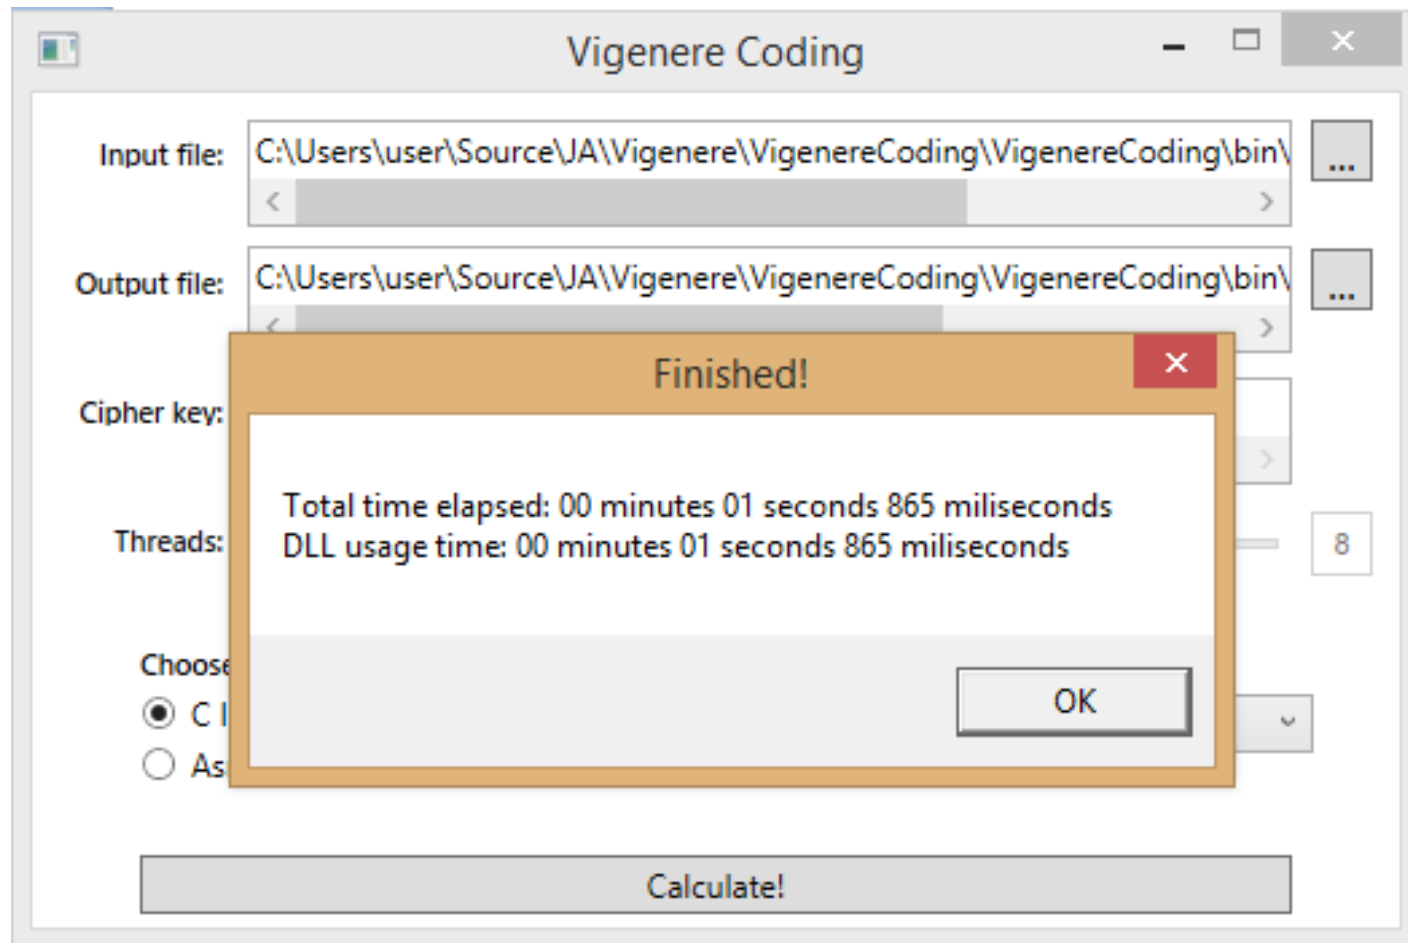 Vigenere Coding
Input file: C:\Users\user\Source\JA\Vigenere\VigenereCoding\VigenereCoding\bin\ ...
Output file: C:\Users\user\Source\JA\Vigenere\VigenereCoding\VigenereCoding\bin\ ...
Finished!
Cipher key:
Total time elapsed: 00 minutes 01 seconds 865 miliseconds
DLL usage time: 00 minutes 01 seconds 865 miliseconds
Threads: 8
Choose
C
OK
Calculate!